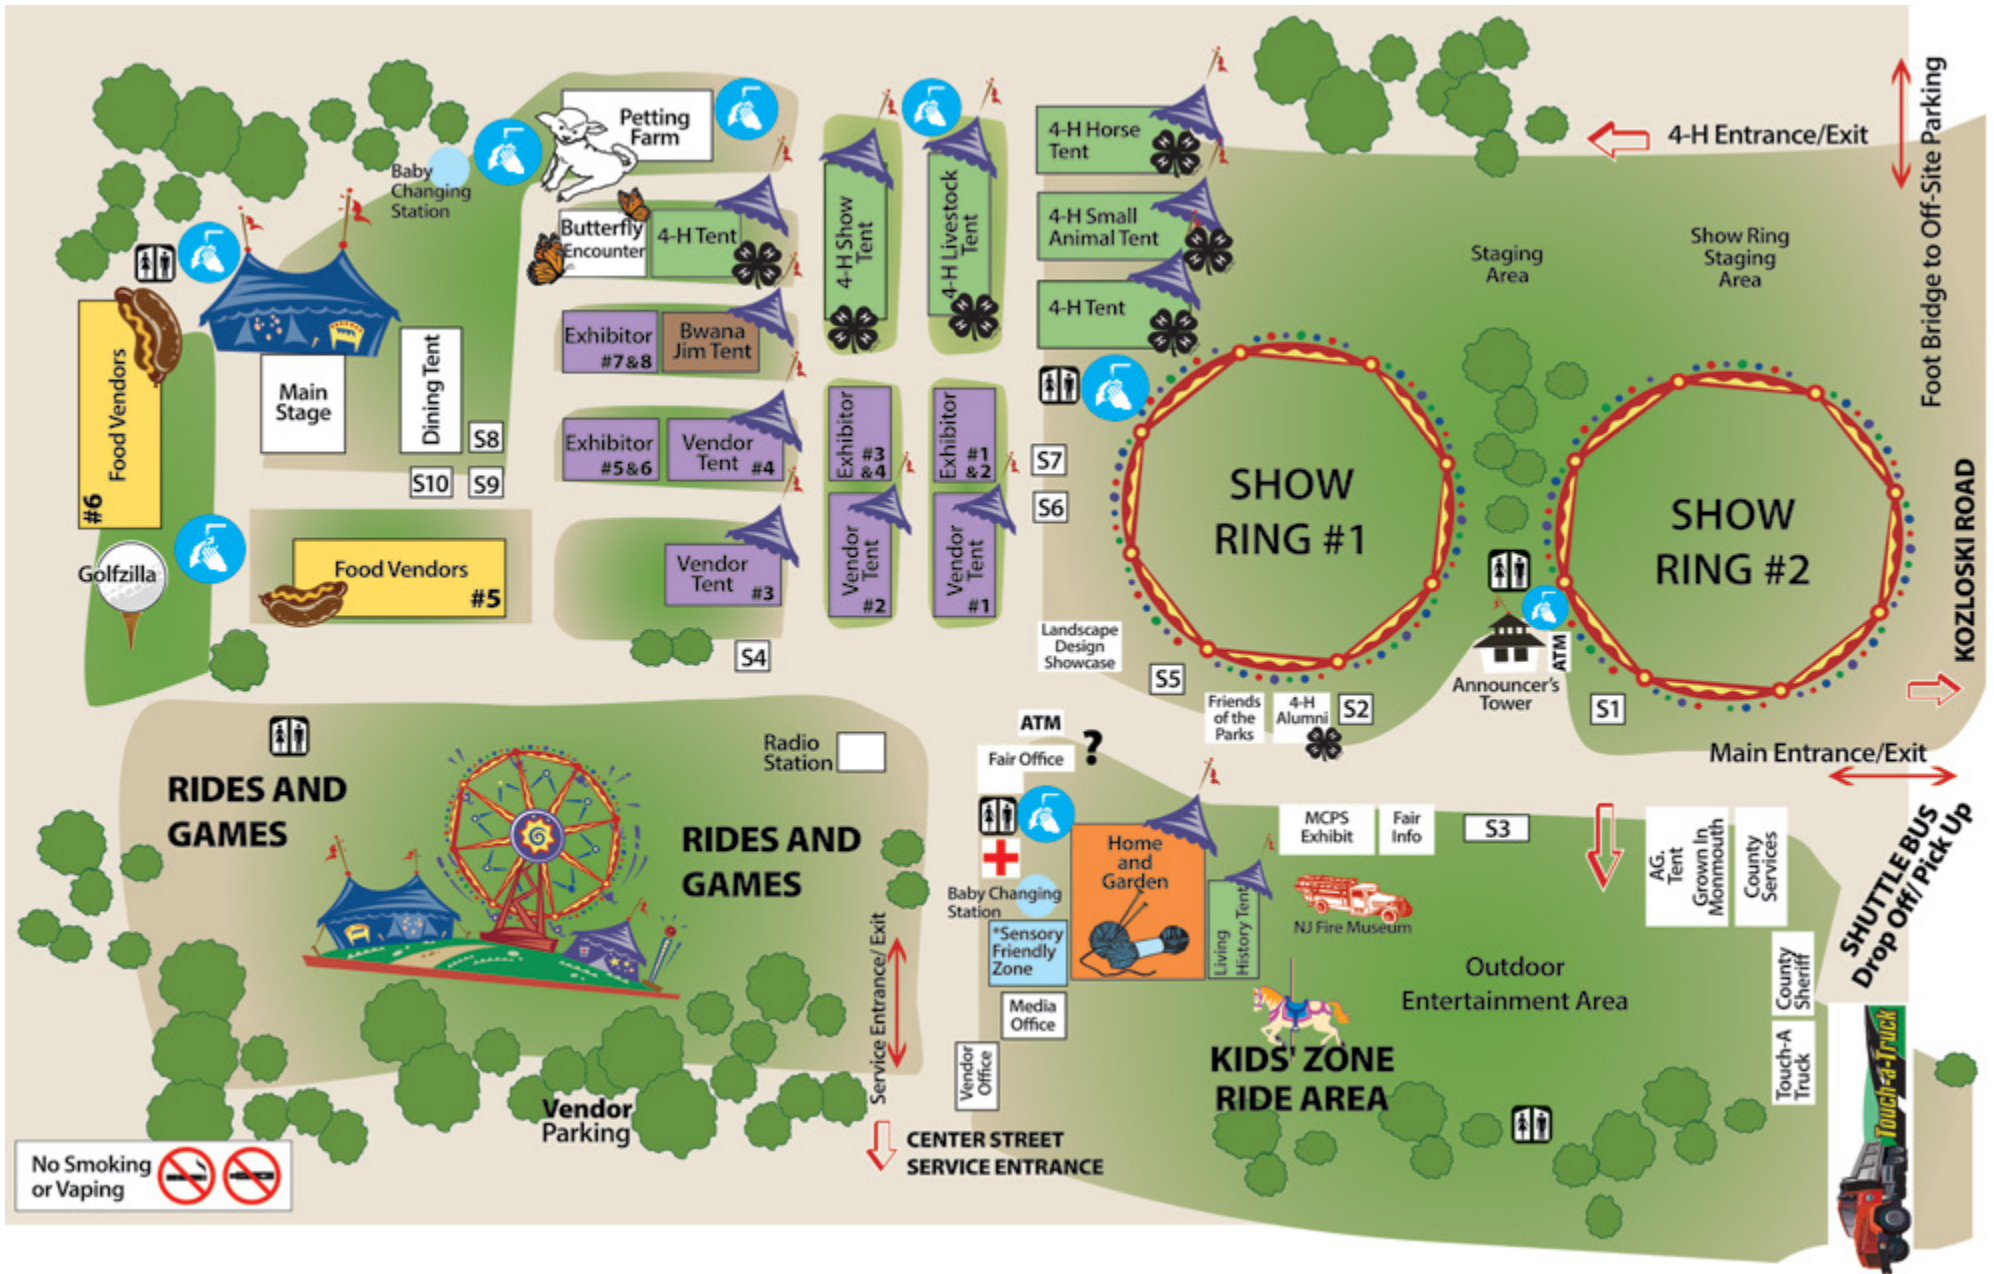 Petting
Farm
Baby
Changing
Station
Butterfly
Encounter
4-H Tent
4-H Show
Tent
4-H Livestock
Tent
4-H Horse
Tent
4-H Small
Animal Tent
4-H Tent
4-H Entrance/Exit
Foot Bridge to Off-Site Parking
Staging
Area
Show Ring
Staging
Area
Food Vendors
#6
Main
Stage
Dining Tent
S8
S10
S9
Exhibitor
#7&8
Bwana
Jim Tent
Exhibitor
#5&6
Vendor
Tent #4
Exhibitor
#3
&4
Exhibitor
#1
&2
S7
S6
Vendor
Tent
#3
Vendor
Tent
#2
Vendor
Tent
#1
SHOW
RING #1
SHOW
RING #2
KOZLOSKI ROAD
Golfzilla
Food Vendors
#5
S4
Landscape
Design
Showcase
S5
Friends
of the
Parks
4-H
Alumni
S2
ATM
Announcer's
Tower
S1
Main Entrance/Exit
RIDES AND
GAMES
RIDES AND
GAMES
Radio
Station
ATM
Fair Office
?
Baby Changing
Station
*Sensory
Friendly
Zone
Media
Office
Vendor
Office
Home
and
Garden
Living
History Tent
MCPS
Exhibit
Fair
Info
S3
NJ Fire Museum
AG.
Tent
Grown In
Monmouth
County
Services
SHUTTLE BUS
Drop Off/ Pick Up
County
Sheriff
Touch-A
Truck
Touch-a-Truck
Outdoor
Entertainment Area
KIDS' ZONE
RIDE AREA
Service Entrance/ Exit
Vendor
Parking
CENTER STREET
SERVICE ENTRANCE
No Smoking
or Vaping